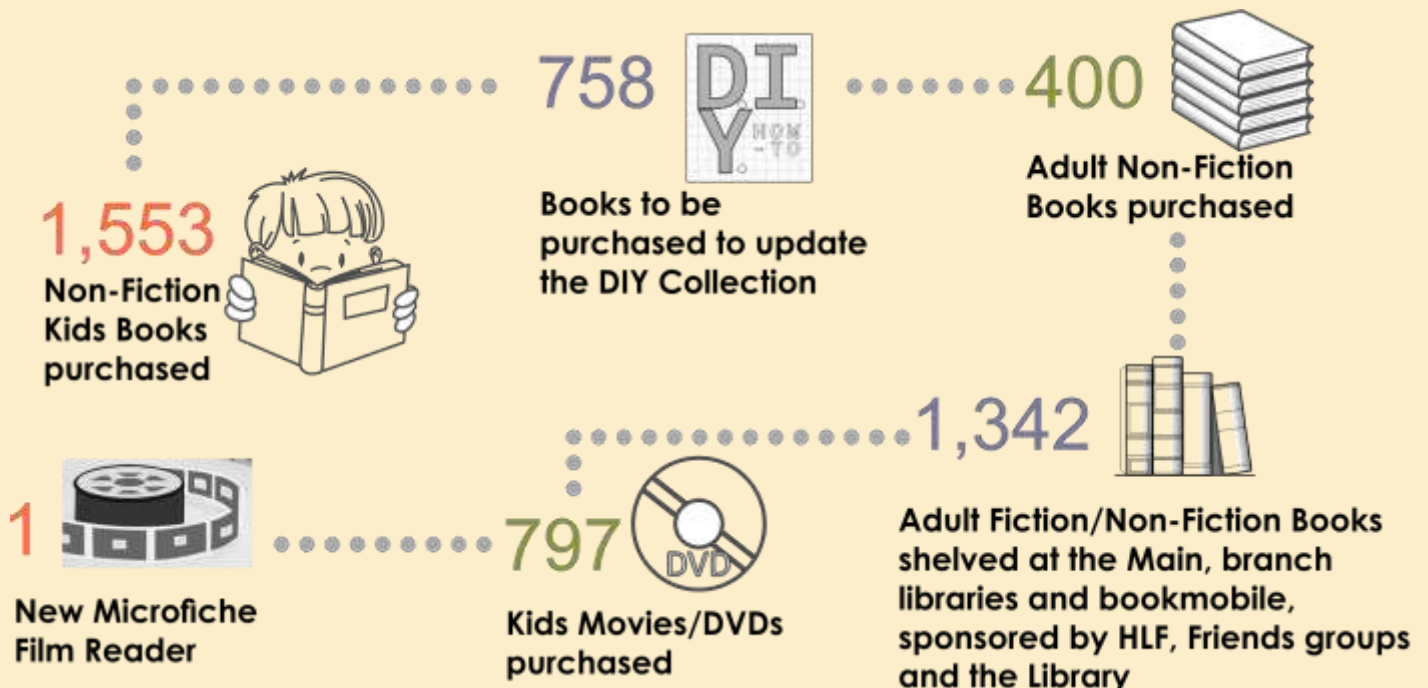 1,553
Non-Fiction
Kids Books
purchased
758
D.I.
Y.
HOW
-TO
Books to be
purchased to update
the DIY Collection
400
Adult Non-Fiction
Books purchased
1,342
Adult Fiction/Non-Fiction Books
shelved at the Main, branch
libraries and bookmobile,
sponsored by HLF, Friends groups
and the Library
797
DVD
Kids Movies/DVDs
purchased
1
New Microfiche
Film Reader